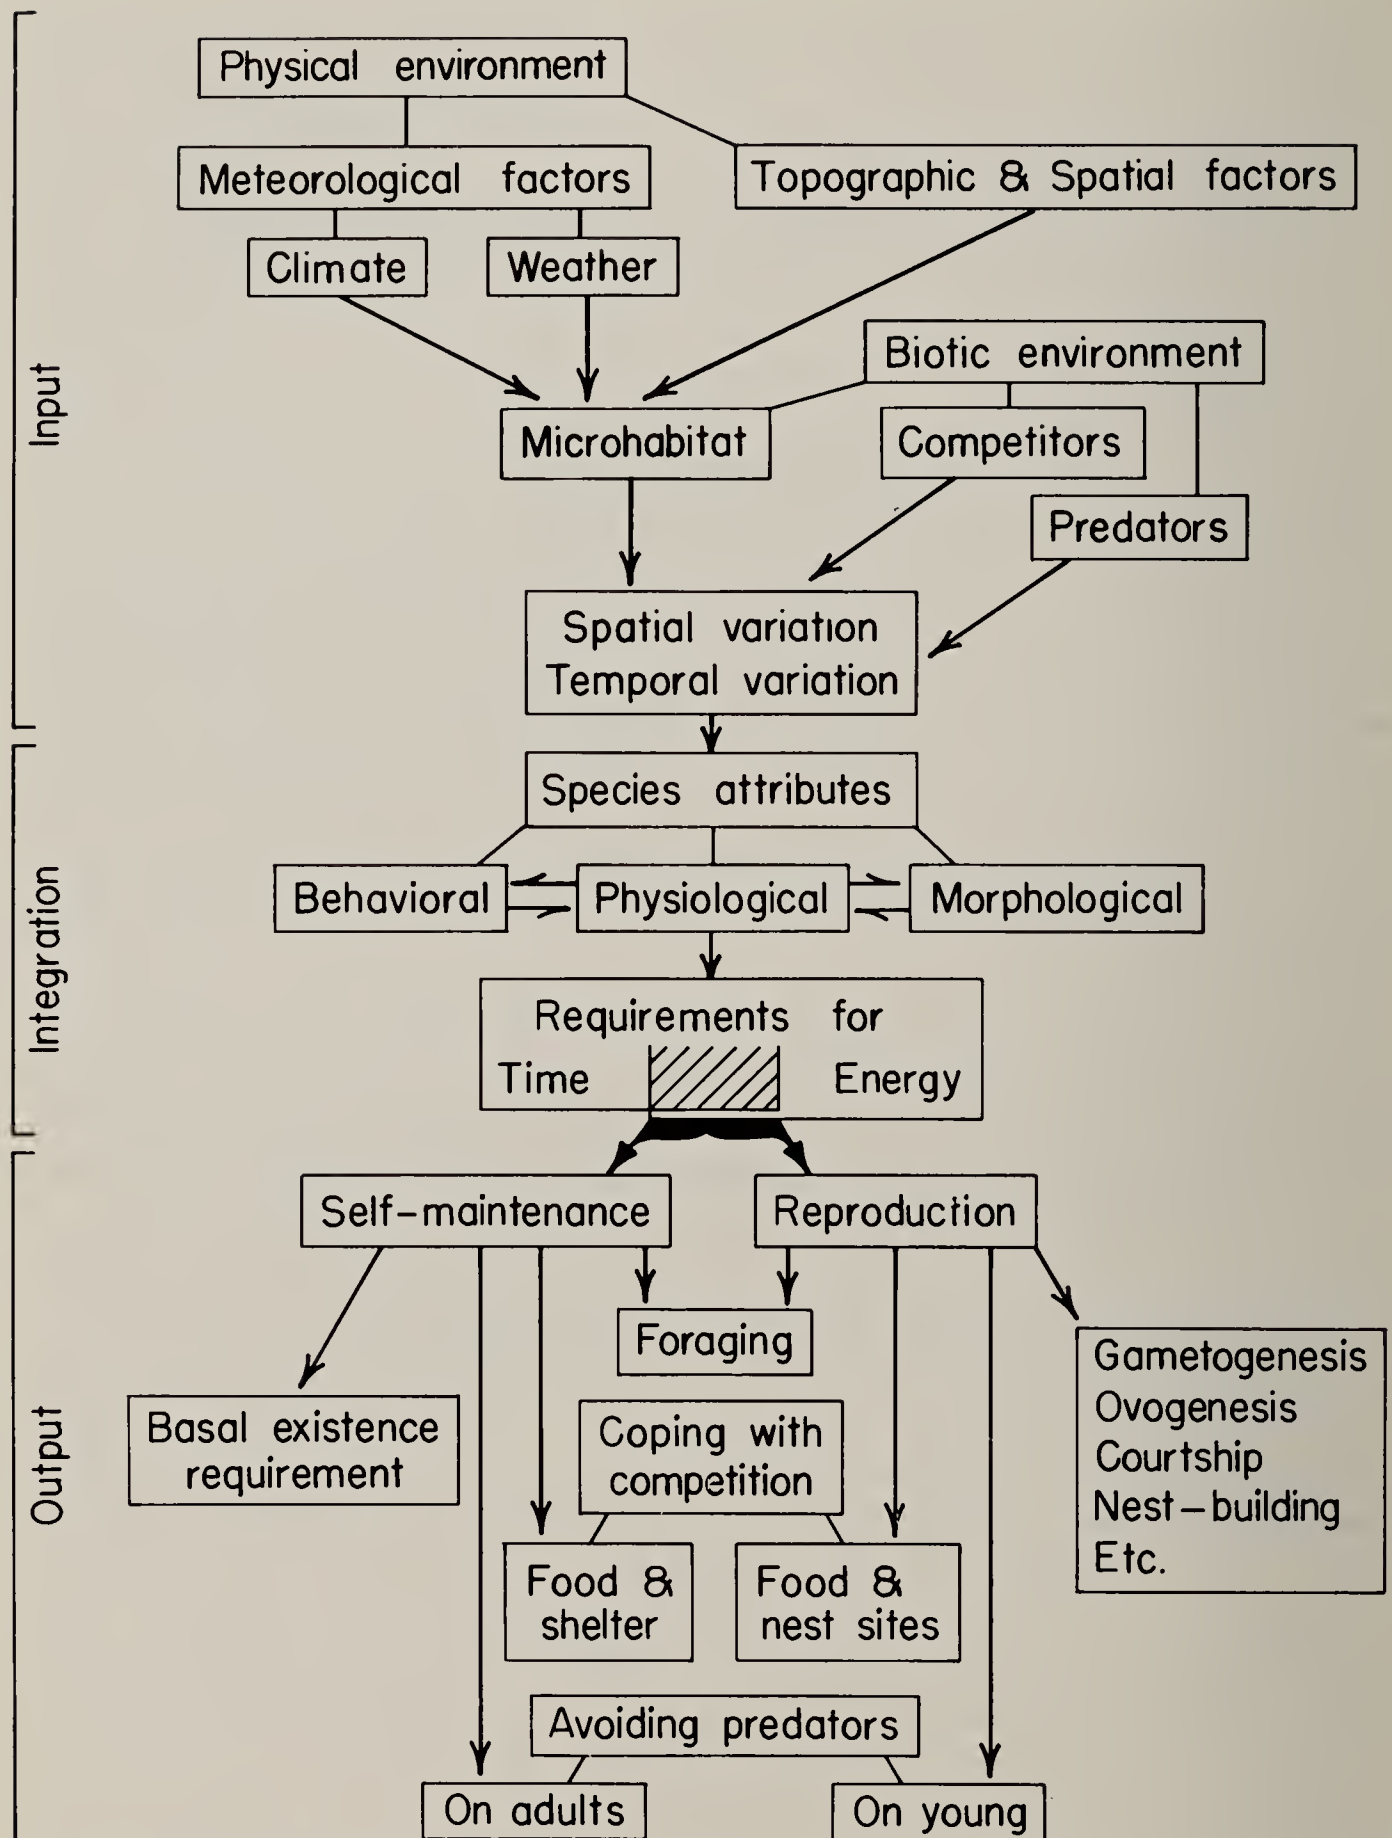 Physical environment
Meteorological factors
Topographic & Spatial factors
Climate
Weather
Biotic environment
Microhabitat
Competitors
Predators
Spatial variation
Temporal variation
Species attributes
Behavioral
Physiological
Morphological
Requirements for
Time
Energy
Self-maintenance
Reproduction
Foraging
Gametogenesis
Ovogenesis
Courtship
Nest-building
Etc.
Basal existence
requirement
Coping with
competition
Food &
shelter
Food &
nest sites
Avoiding predators
On adults
On young
Input
Integration
Output